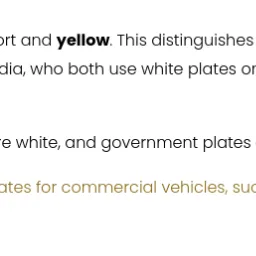 ort and yellow. This distinguishes
dia, who both use white plates on
re white, and government plates
ates for commercial vehicles, suc